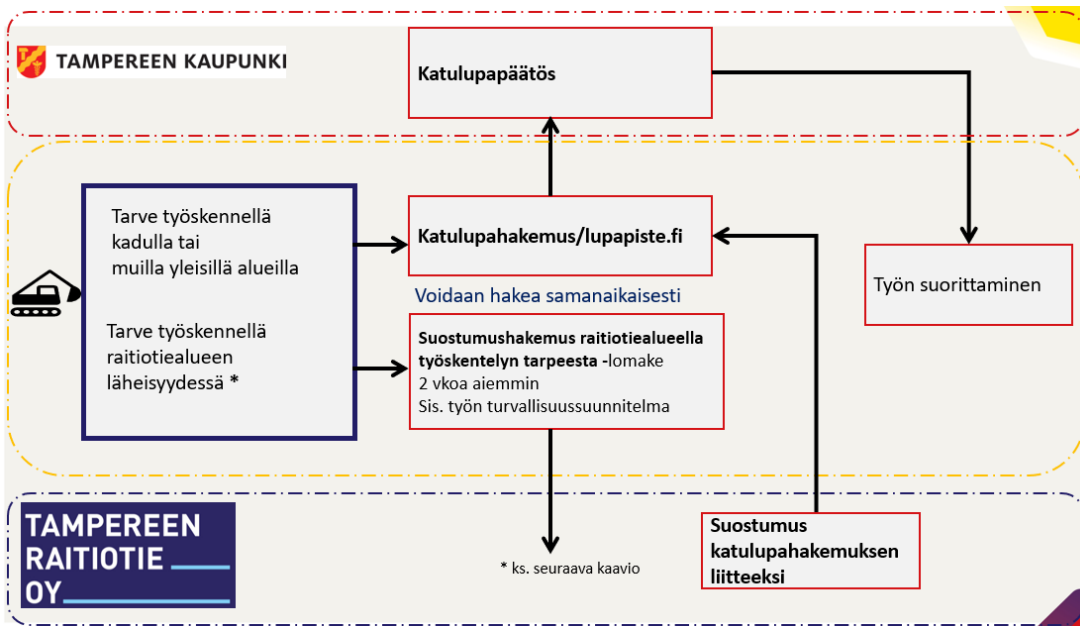 TAMPEREEN KAUPUNKI
Katulupapäätös
Tarve työskennellä
kadulla tai
muilla yleisillä alueilla
Tarve työskennellä
raitiotiealueen
läheisyydessä *
Katulupahakemus/lupapiste.fi
Voidaan hakea samanaikaisesti
Suostumushakemus raitiotiealueella
työskentelyn tarpeesta -lomake
2 vkoa aiemmin
Sis. työn turvallisuussuunnitelma
Työn suorittaminen
TAMPEREEN
RAITIOTIE
OY
* ks. seuraava kaavio
Suostumus
katulupahakemuksen
liitteeksi